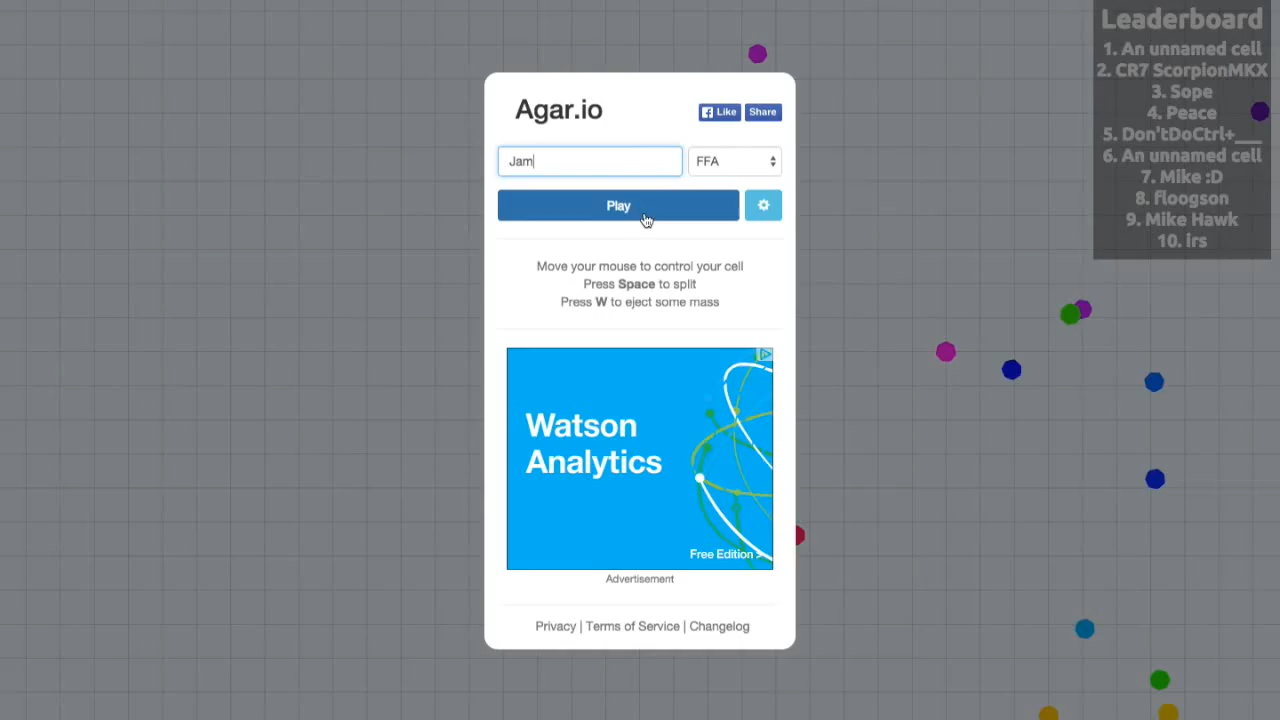 Agar.io
Like Share
Jam
FFA
Play
Move your mouse to control your cell
Press Space to split
Press W to eject some mass
Watson
Analytics
Free Edition >
Advertisement
Privacy | Terms of Service | Changelog
Leaderboard
1. An unnamed cell
2. CR7 ScorpionMKX
3. Sope
4. Peace
5. Don'tDoCtrl+___
6. An unnamed cell
7. Mike :D
8. floogson
9. Mike Hawk
10. irs